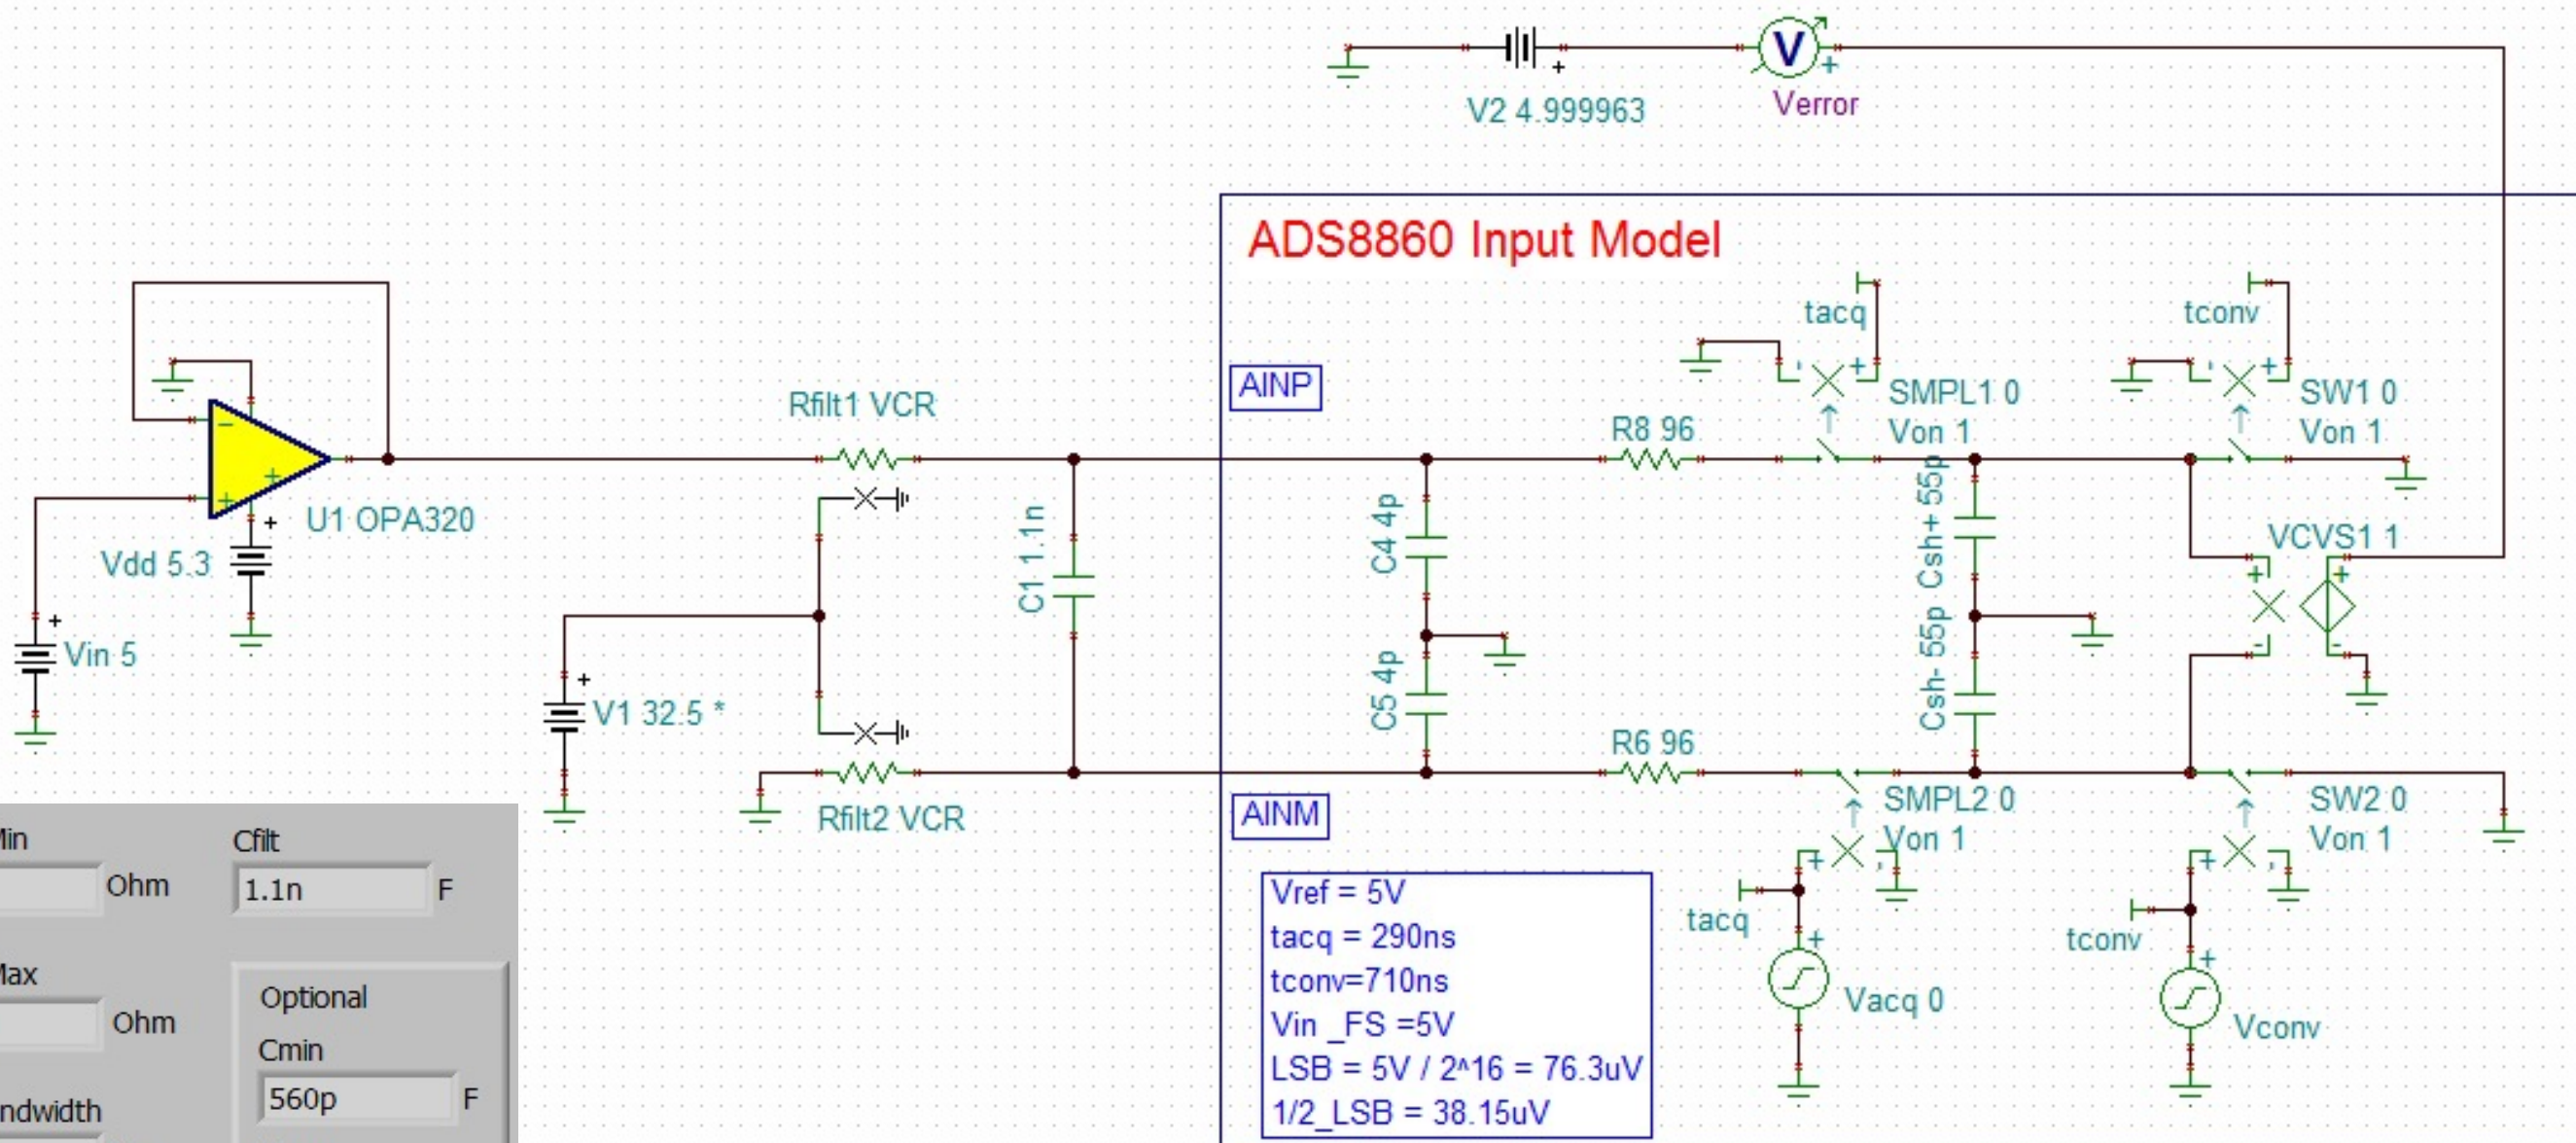 V2 4.999963
V
+
Verror
ADS8860 Input Model
tacq
tconv
AINP
Rfilt1 VCR
R8 96
SMPL1 0
Von 1
SW1 0
Von 1
U1 OPA320
Vdd 5.3
Vin 5
C1 1.1n
C4 4p
C5 4p
Csh+ 55p
Csh- 55p
VCVS1 1
V1 32.5 *
Rfilt2 VCR
R6 96
AINM
SMPL2 0
Von 1
SW2 0
Von 1
tacq
tconv
Vacq 0
Vconv
Vref = 5V
tacq = 290ns
tconv=710ns
Vin _FS =5V
LSB = 5V / 2^16 = 76.3uV
1/2_LSB = 38.15uV
Cfilt
Ohm
1.1n F
Ohm
Optional
Cmin
560p F